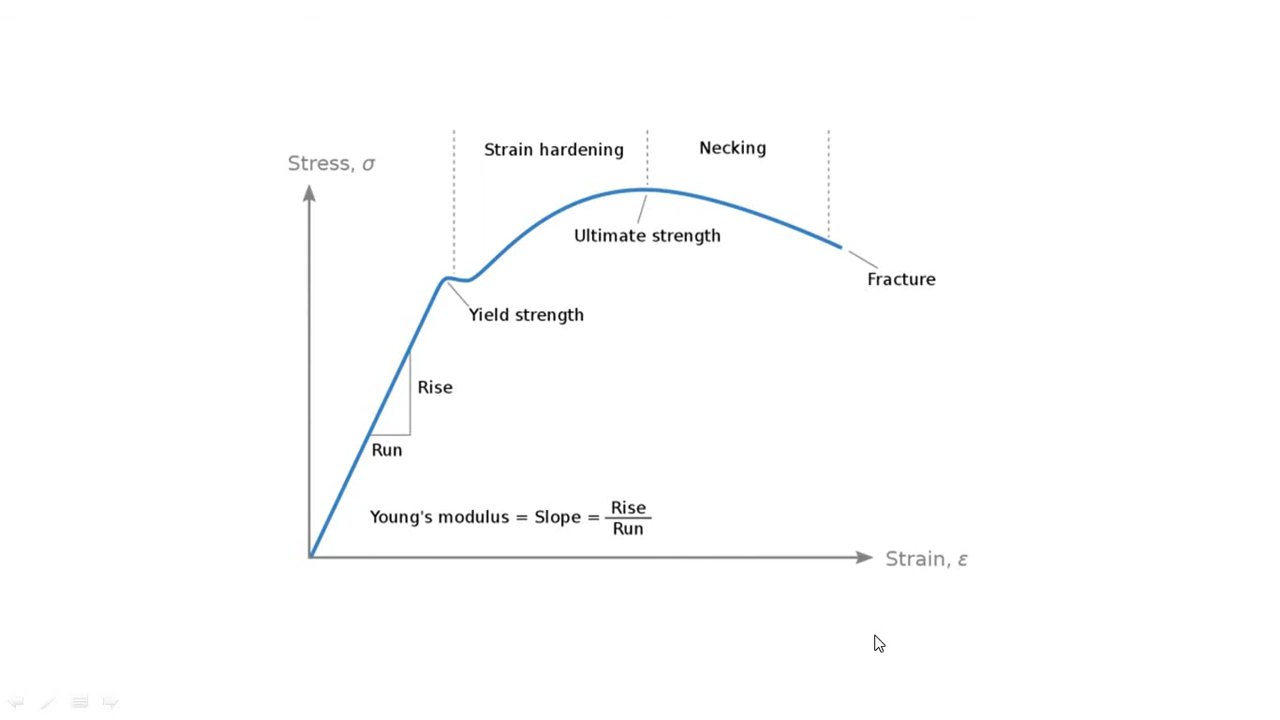 Strain hardening
Necking
Stress, σ
Ultimate strength
Fracture
Yield strength
Rise
Run
Young's modulus = Slope = Rise
Run
Strain, ε